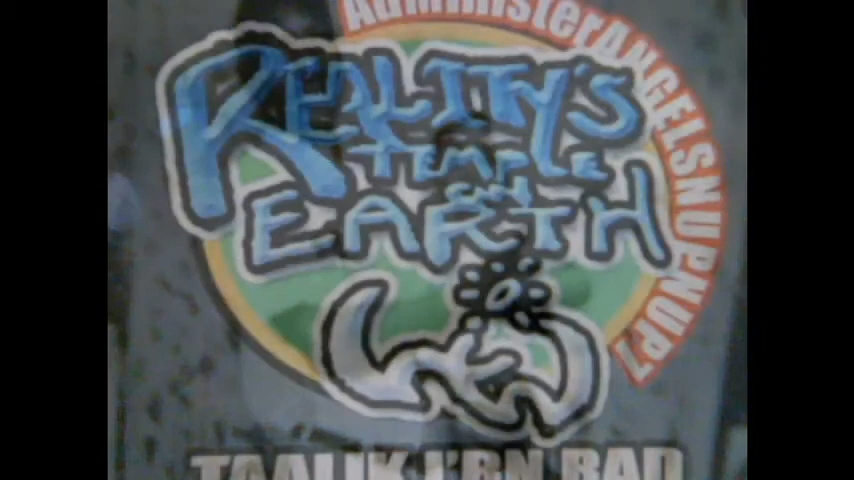 AdministerANGELSNUPNUP7
REALITY'S
TEMPLE
ON
EARTH